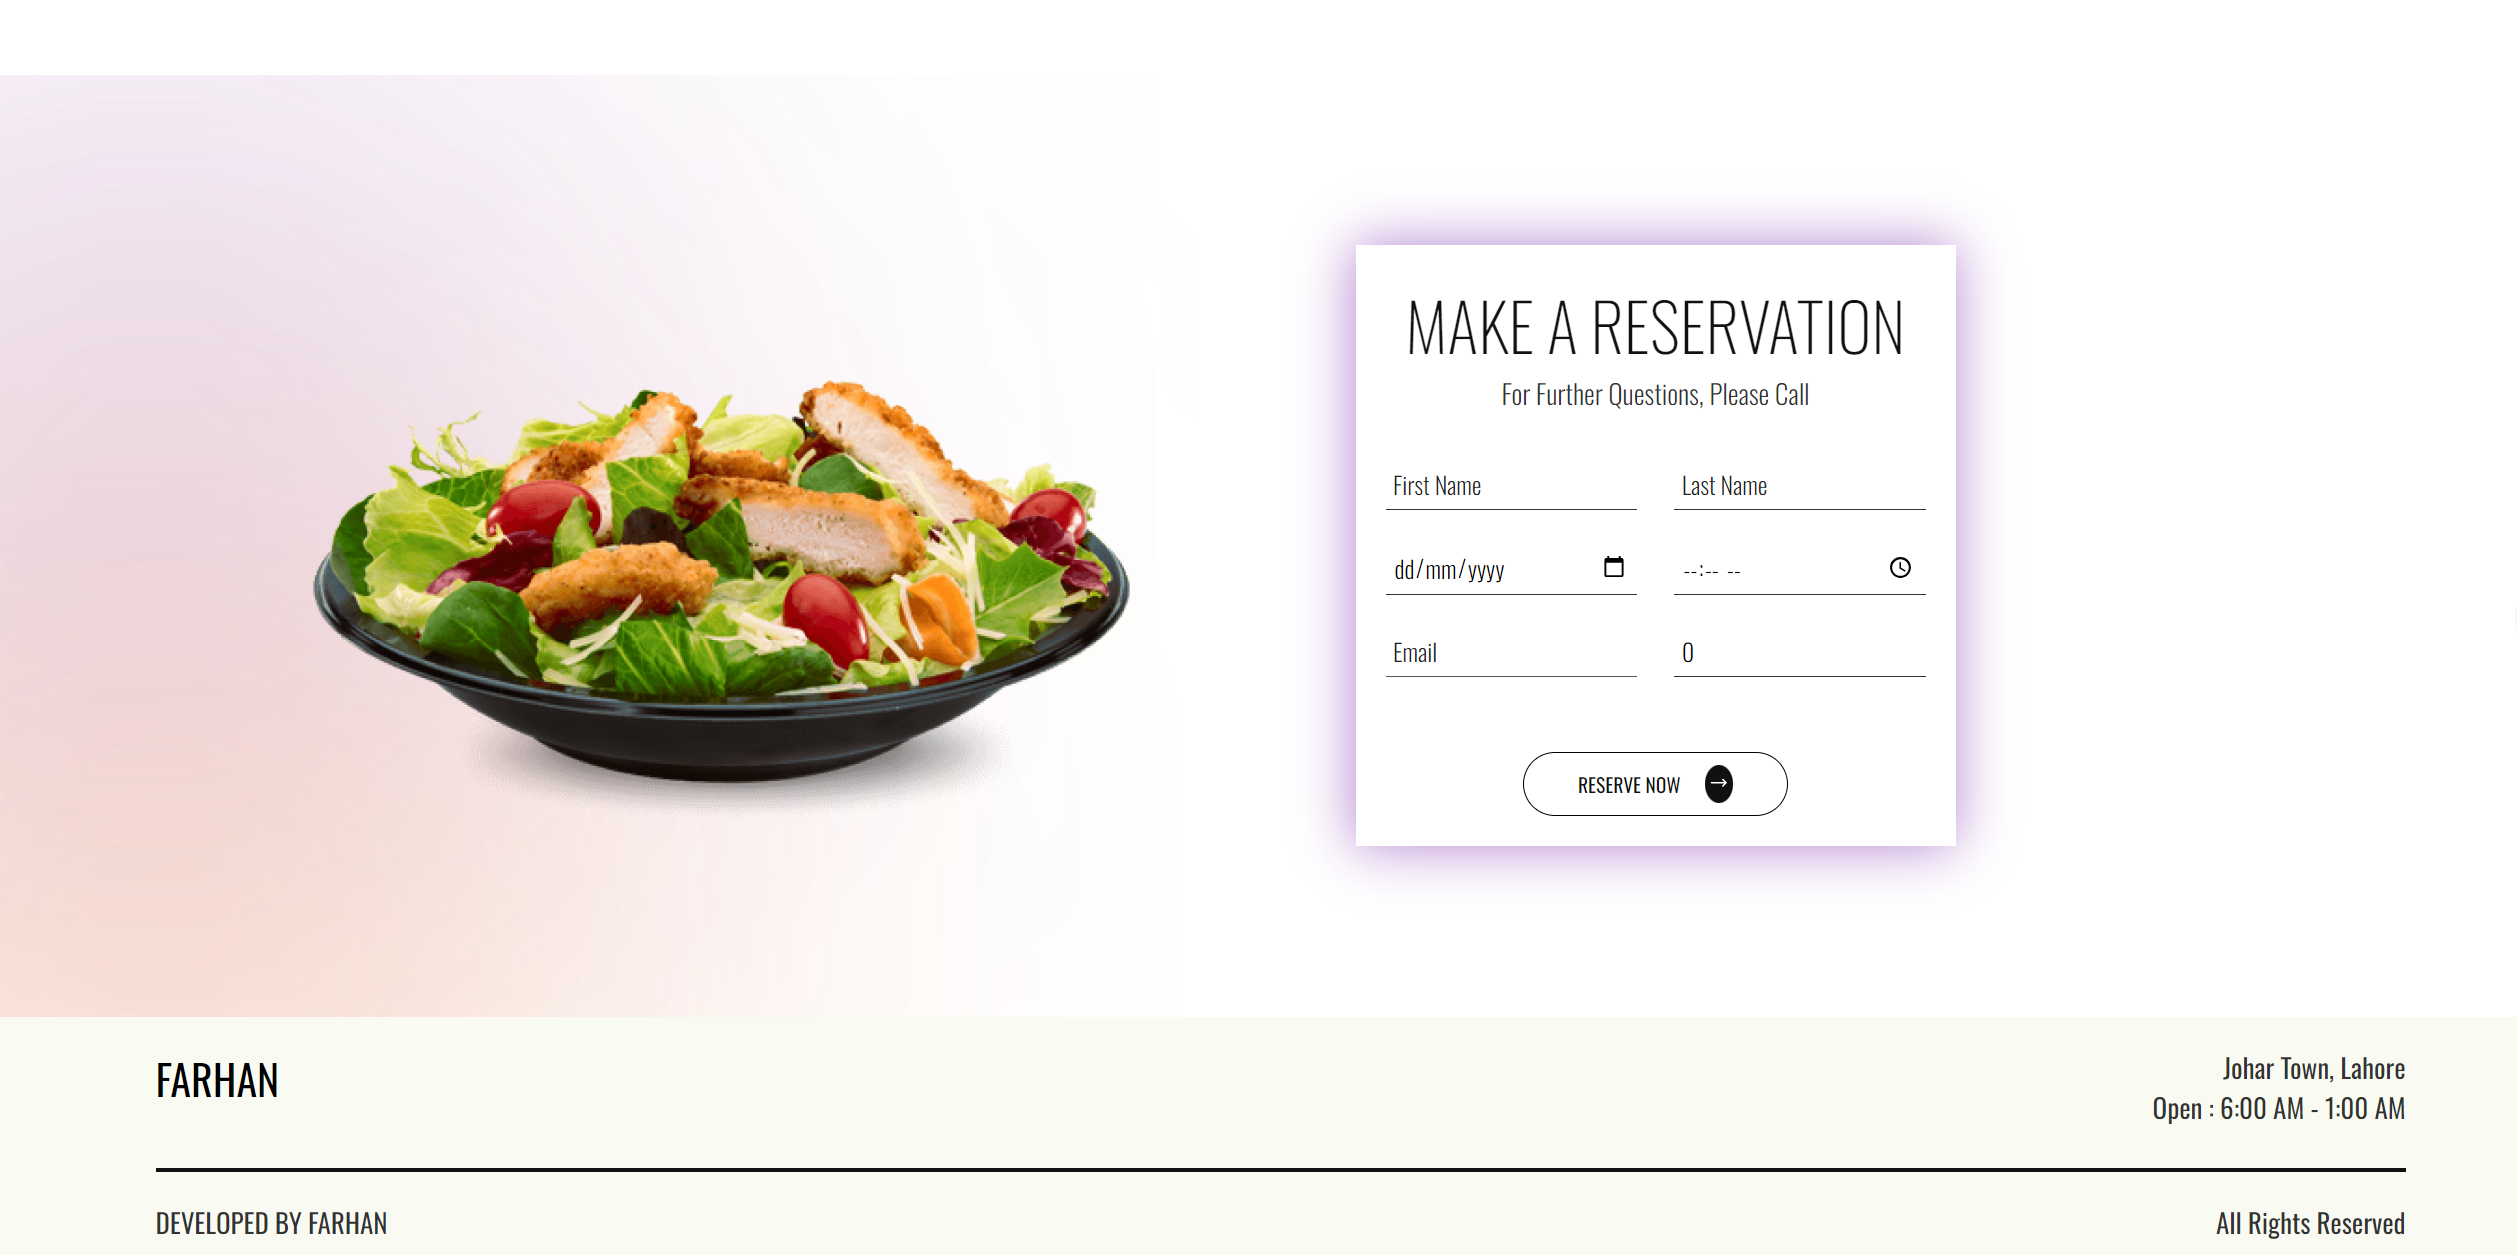 MAKE A RESERVATION
For Further Questions, Please Call
First Name
Last Name
dd/mm/yyyy
--:-- --
Email
0
RESERVE NOW →
FARHAN
Johar Town, Lahore
Open : 6:00 AM - 1:00 AM
DEVELOPED BY FARHAN
All Rights Reserved